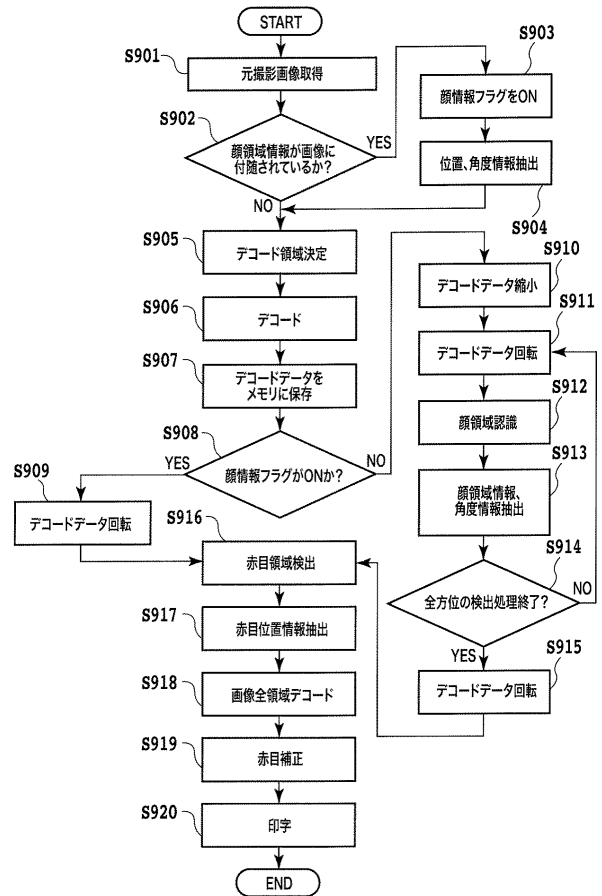 START
S901
元撮影画像取得
S902
顔領域情報が画像に
付随されているか?
YES
NO
S903
顔情報フラグをON
位置、角度情報抽出
S904
S905
デコード領域決定
S906
デコード
S907
デコードデータを
メモリに保存
S908
顔情報フラグがONか?
YES
NO
S909
デコードデータ回転
S910
デコードデータ縮小
S911
デコードデータ回転
S912
顔領域認識
S913
顔領域情報、
角度情報抽出
S914
全方位の検出処理終了?
NO
YES
S915
デコードデータ回転
S916
赤目領域検出
S917
赤目位置情報抽出
S918
画像全領域デコード
S919
赤目補正
S920
印字
END